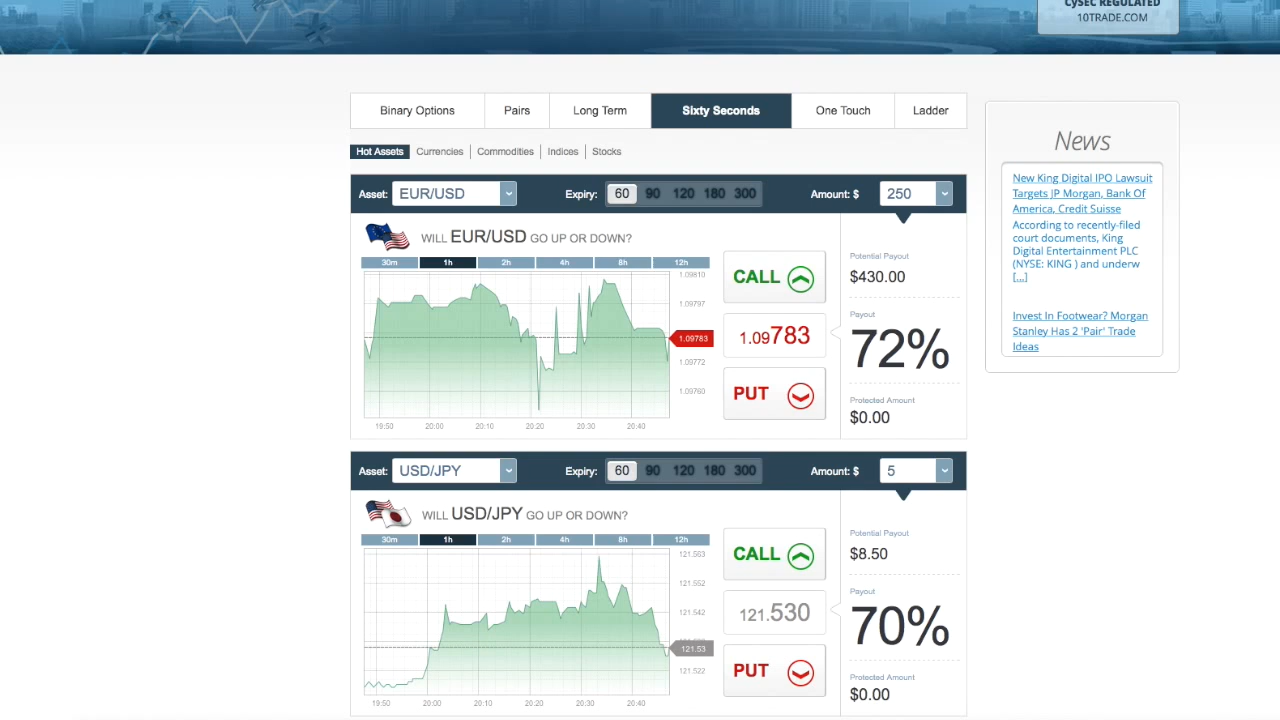 CySEC REGULATED
10TRADE.COM
Binary Options
Pairs
Long Term
Sixty Seconds
One Touch
Ladder
Hot Assets
Currencies
Commodities
Indices
Stocks
News
New King Digital IPO Lawsuit
Targets JP Morgan, Bank Of
America, Credit Suisse
According to recently-filed
court documents, King
Digital Entertainment PLC
(NYSE: KING ) and underw
[...]
Invest In Footwear? Morgan
Stanley Has 2 'Pair' Trade
Ideas
Asset: EUR/USD
Expiry: 60 90 120 180 300
Amount: $ 250
WILL EUR/USD GO UP OR DOWN?
30m 1h 2h 4h 8h 12h
1.09810
1.09797
1.09783
1.09772
1.09760
19:50 20:00 20:10 20:20 20:30 20:40
CALL
1.09783
PUT
Potential Payout
$430.00
Payout
72%
Protected Amount
$0.00
Asset: USD/JPY
Expiry: 60 90 120 180 300
Amount: $ 5
WILL USD/JPY GO UP OR DOWN?
30m 1h 2h 4h 8h 12h
121.563
121.552
121.542
121.53
121.522
19:50 20:00 20:10 20:20 20:30 20:40
CALL
121.530
PUT
Potential Payout
$8.50
Payout
70%
Protected Amount
$0.00